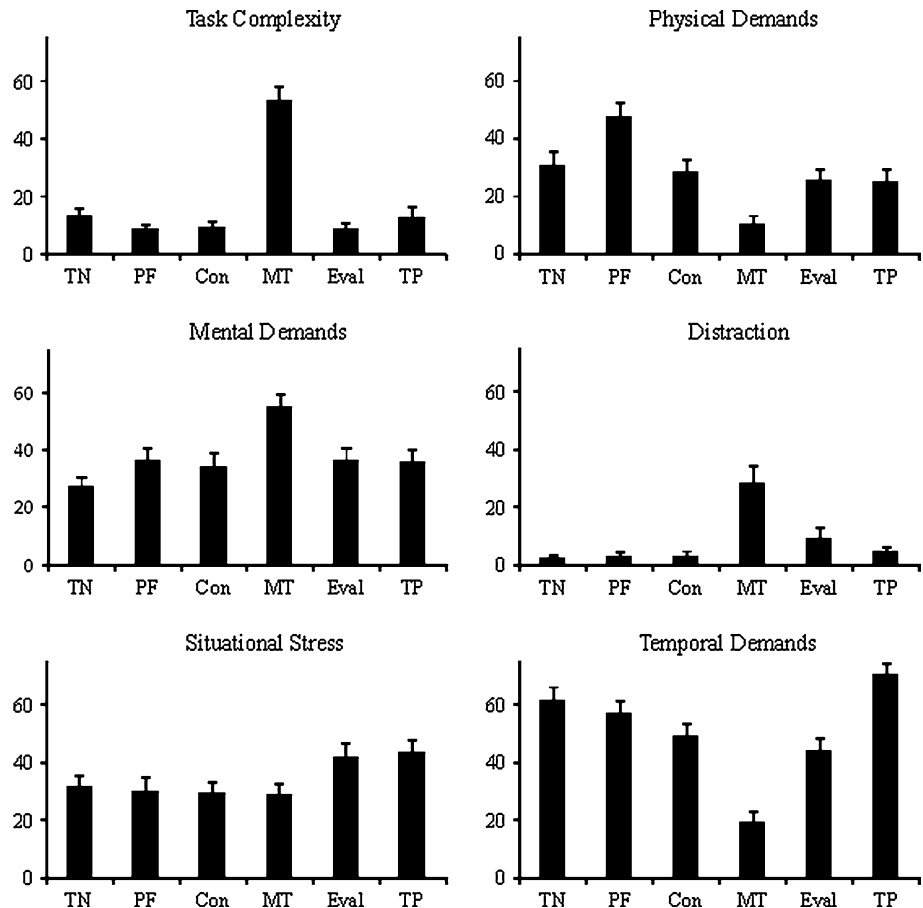 Task Complexity
60
40
20
0
TN PF Con MT Eval TP
Physical Demands
60
40
20
0
TN PF Con MT Eval TP
Mental Demands
60
40
20
0
TN PF Con MT Eval TP
Distraction
60
40
20
0
TN PF Con MT Eval TP
Situational Stress
60
40
20
0
TN PF Con MT Eval TP
Temporal Demands
60
40
20
0
TN PF Con MT Eval TP